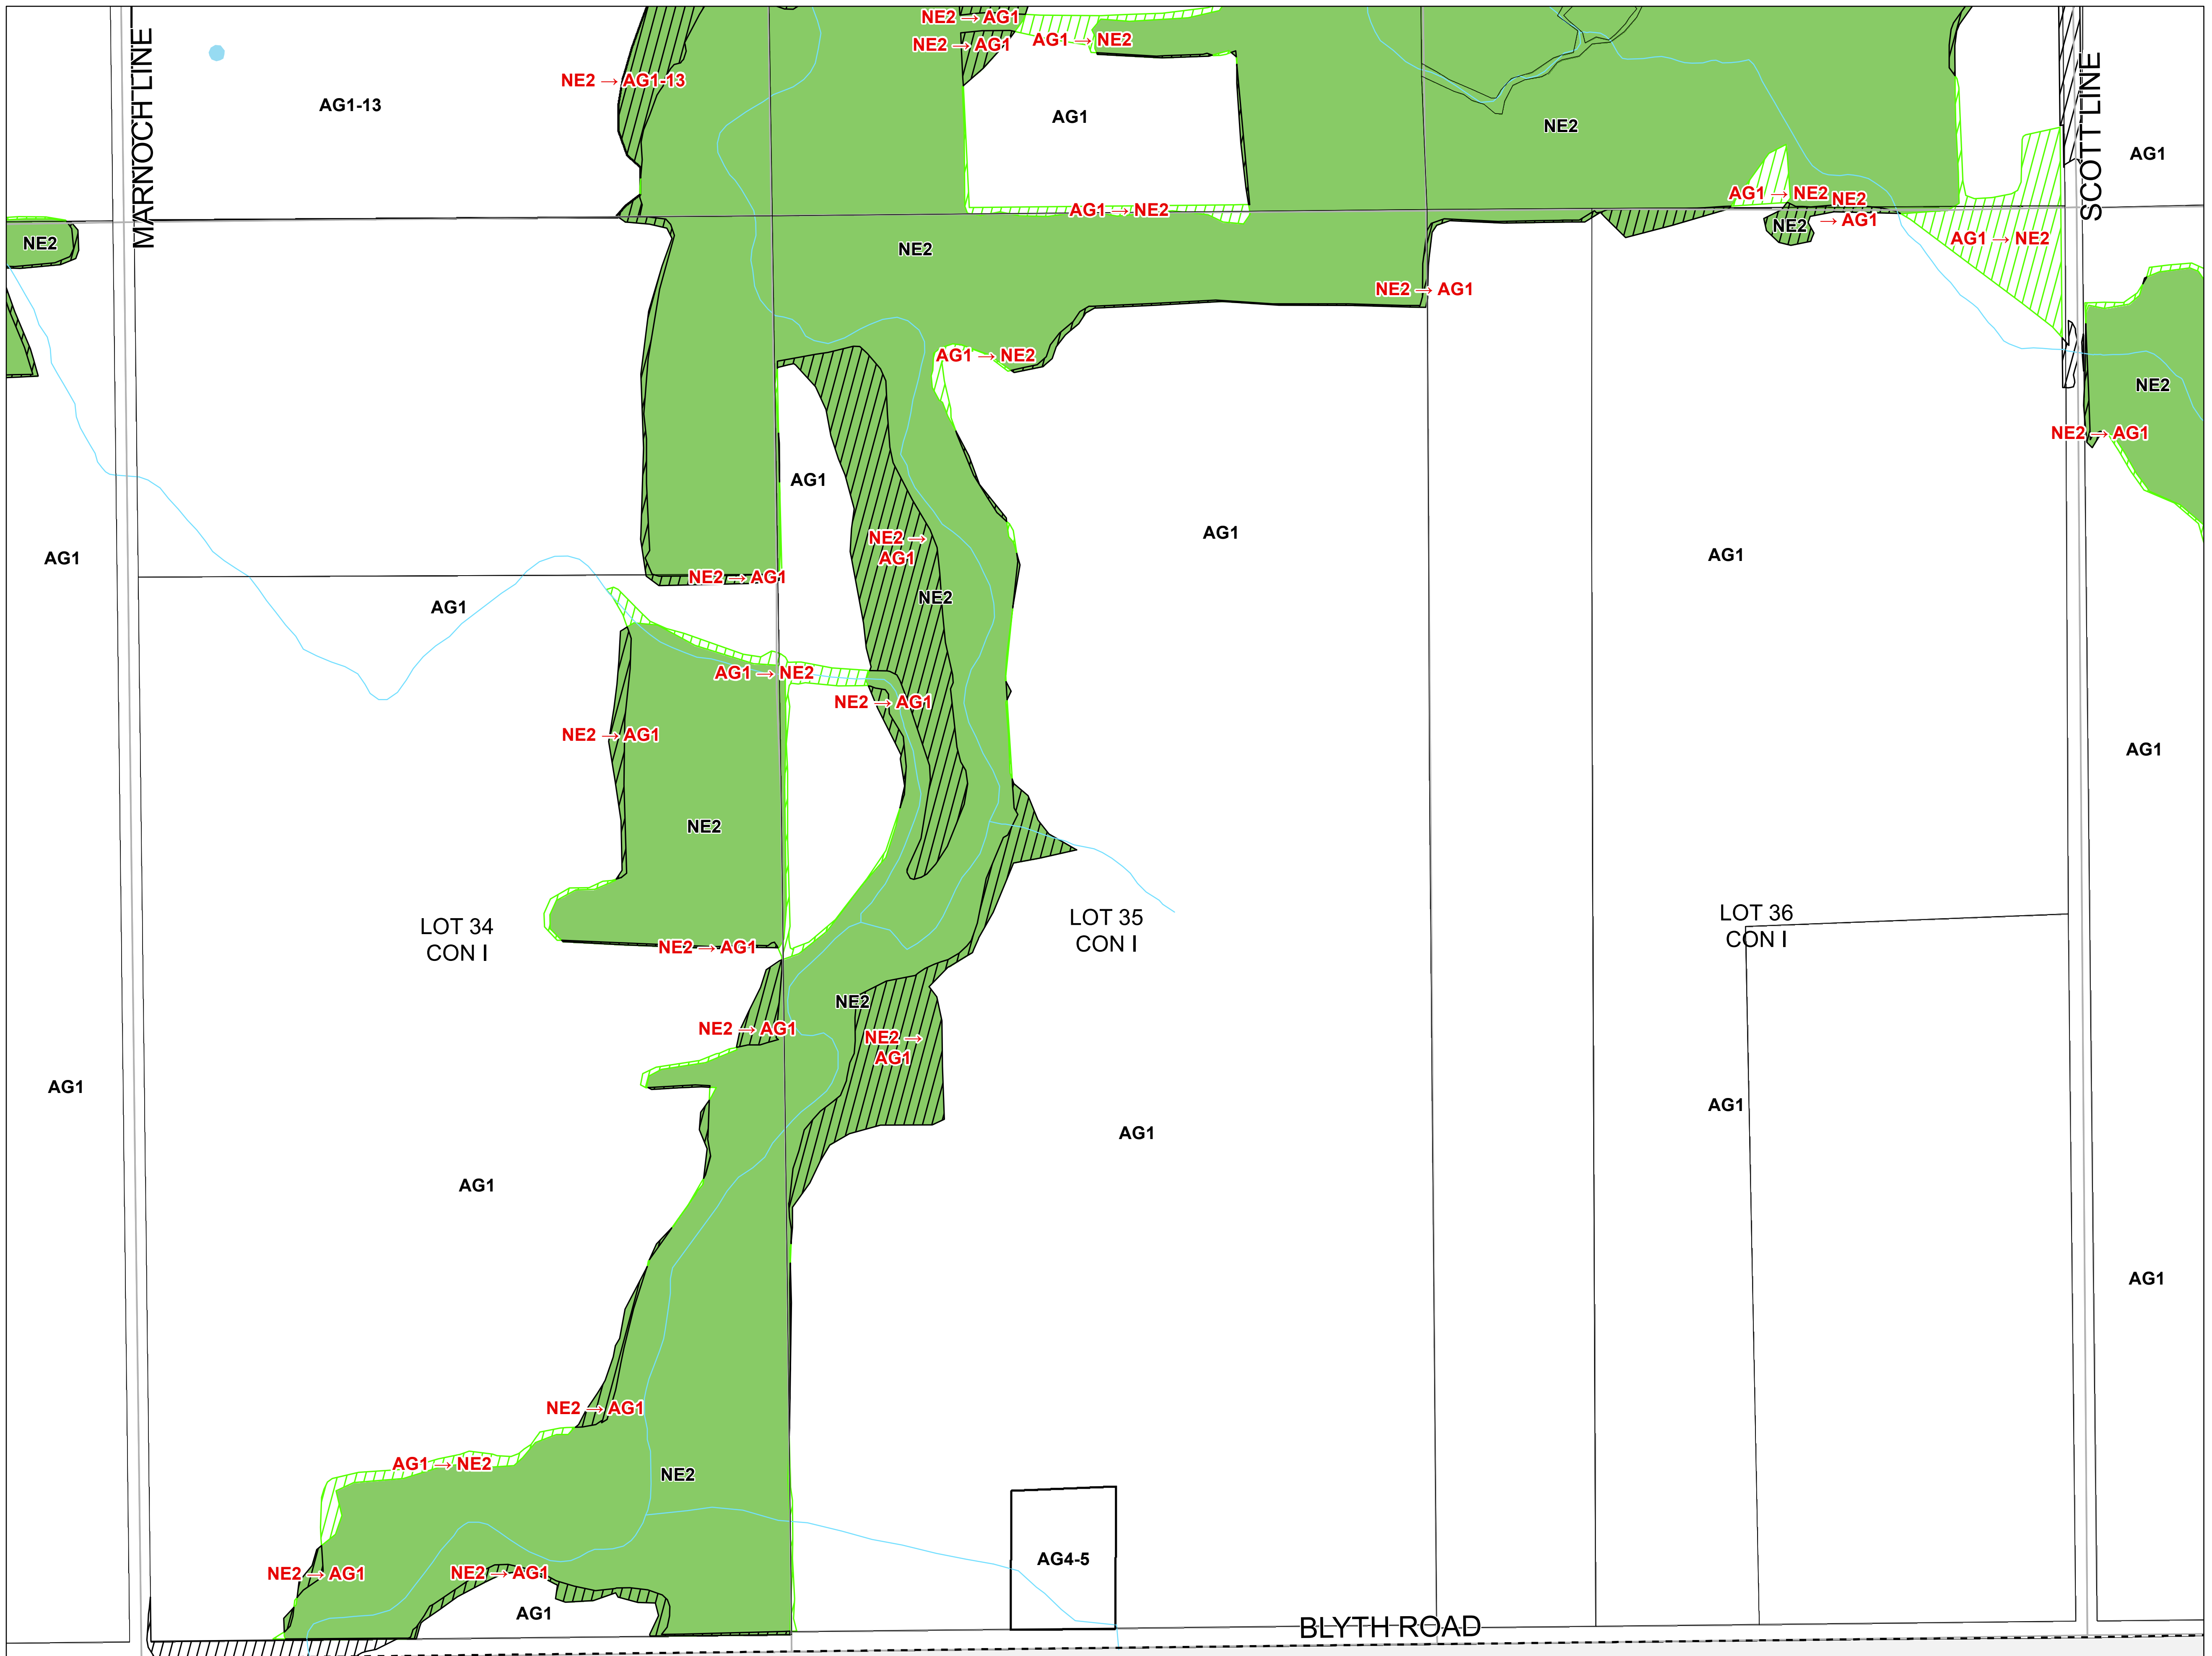 NE2 → AG1
NE2 → AG1
AG1 → NE2
MARNOCH LINE
NE2 → AG1-13
AG1-13
AG1
NE2
SCOTT LINE
AG1
AG1 → NE2
NE2
→ AG1
AG1 → NE2
NE2
NE2
NE2
AG1 → NE2
NE2 → AG1
AG1 → NE2
NE2
NE2 → AG1
AG1
AG1
NE2 →
AG1
AG1
AG1
NE2 → AG1
NE2
AG1
AG1 → NE2
NE2 → AG1
NE2 → AG1
AG1
NE2
LOT 34
CON I
LOT 35
CON I
LOT 36
CON I
NE2 → AG1
NE2
NE2 → AG1
NE2 →
AG1
AG1
AG1
AG1
AG1
AG1
NE2 → AG1
AG1 → NE2
NE2
NE2 → AG1
NE2 → AG1
AG1
AG4-5
BLYTH ROAD